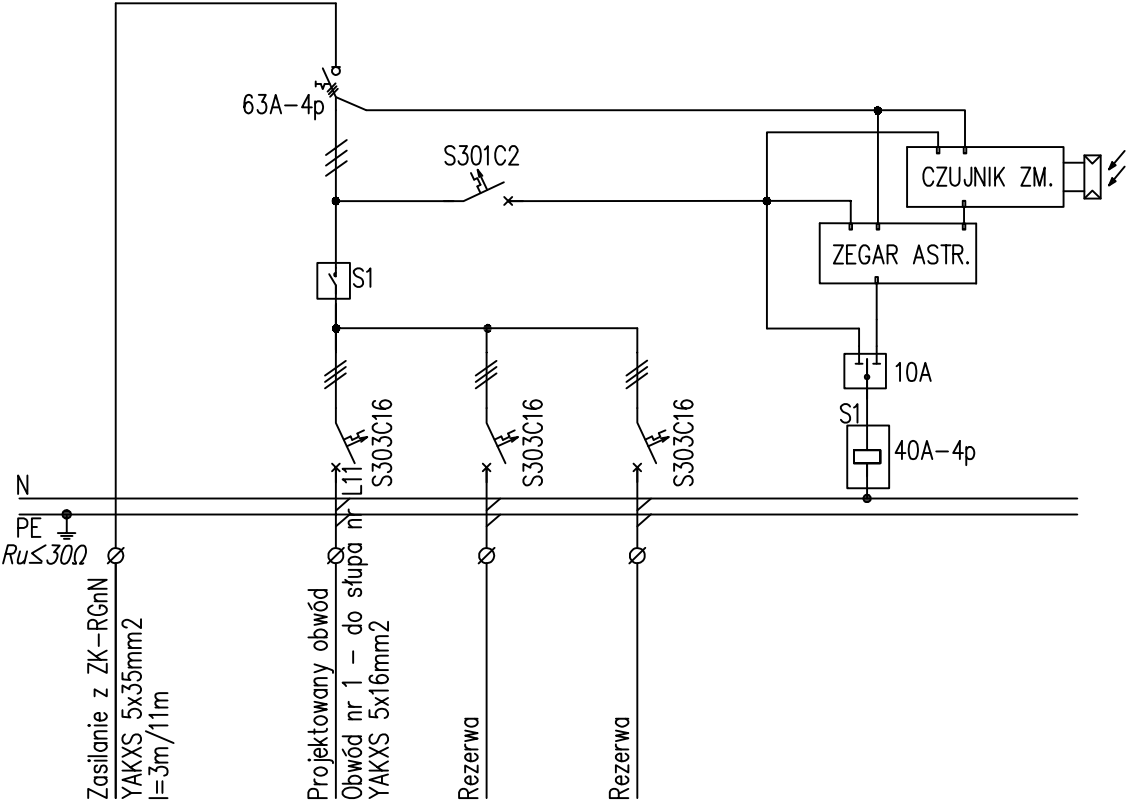 63A-4p
S301C2
CZUJNIK ZM.
ZEGAR ASTR.
S1
10A
S1
40A-4p
S303C16
S303C16
S303C16
N
PE
Ru≤30Ω
Zasilanie z ZK-RGnN
YAKXS 5x35mm2
l=3m/11m
Projektowany obwód
Obwód nr 1 - do słupa nr L11
YAKXS 5x16mm2
Rezerwa
Rezerwa